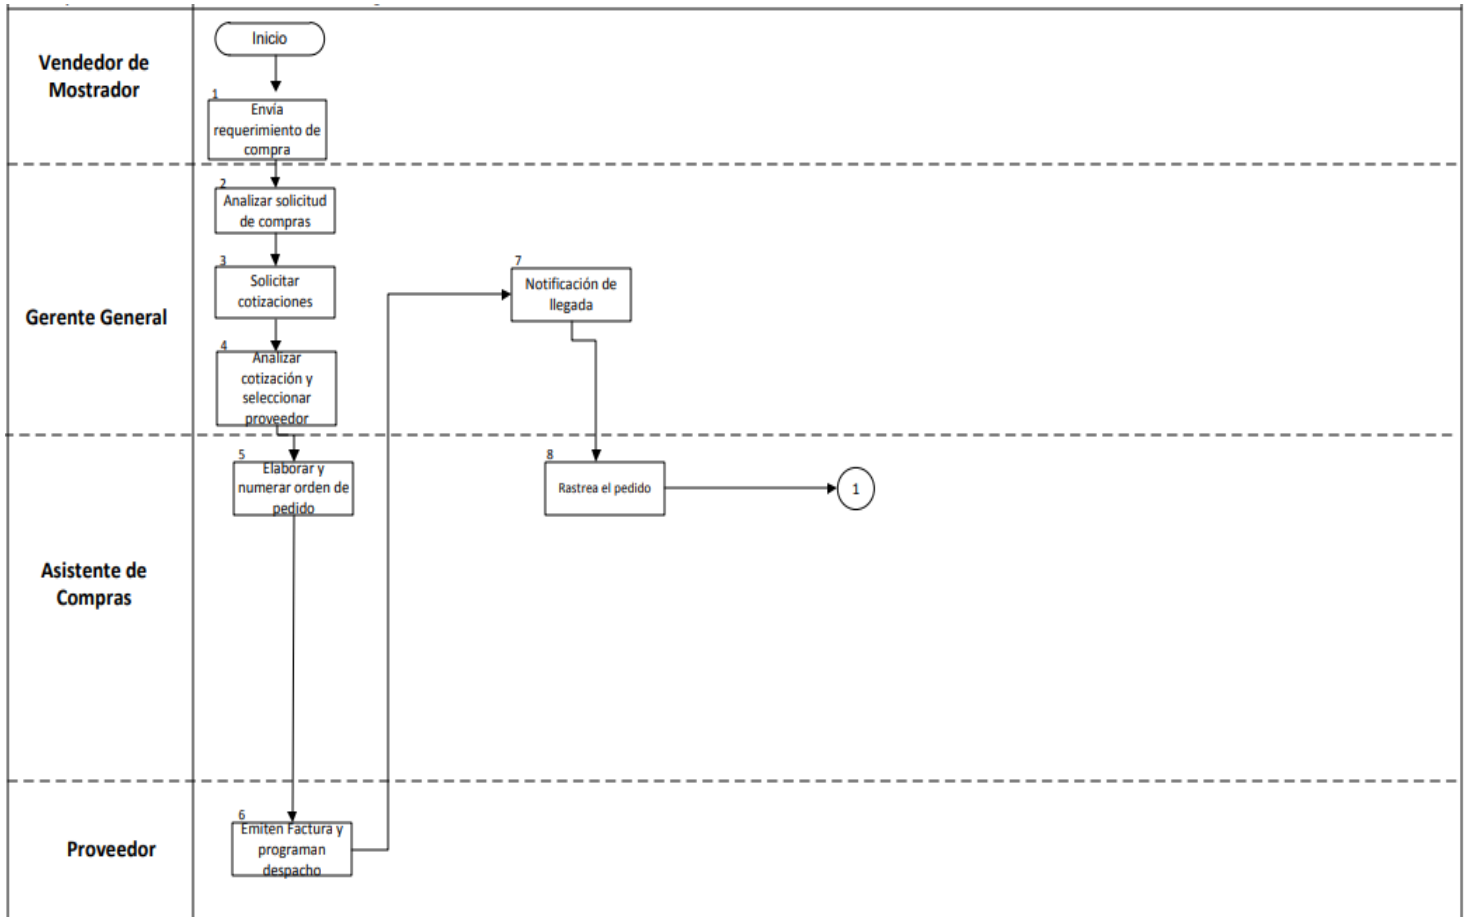 Vendedor de
Mostrador
Inicio
1
Envía
requerimiento de
compra
Gerente General
2
Analizar solicitud
de compras
3
Solicitar
cotizaciones
4
Analizar
cotización y
seleccionar
proveedor
7
Notificación de
llegada
Asistente de
Compras
5
Elaborar y
numerar orden de
pedido
8
Rastrea el pedido
1
Proveedor
6
Emiten Factura y
programan
despacho